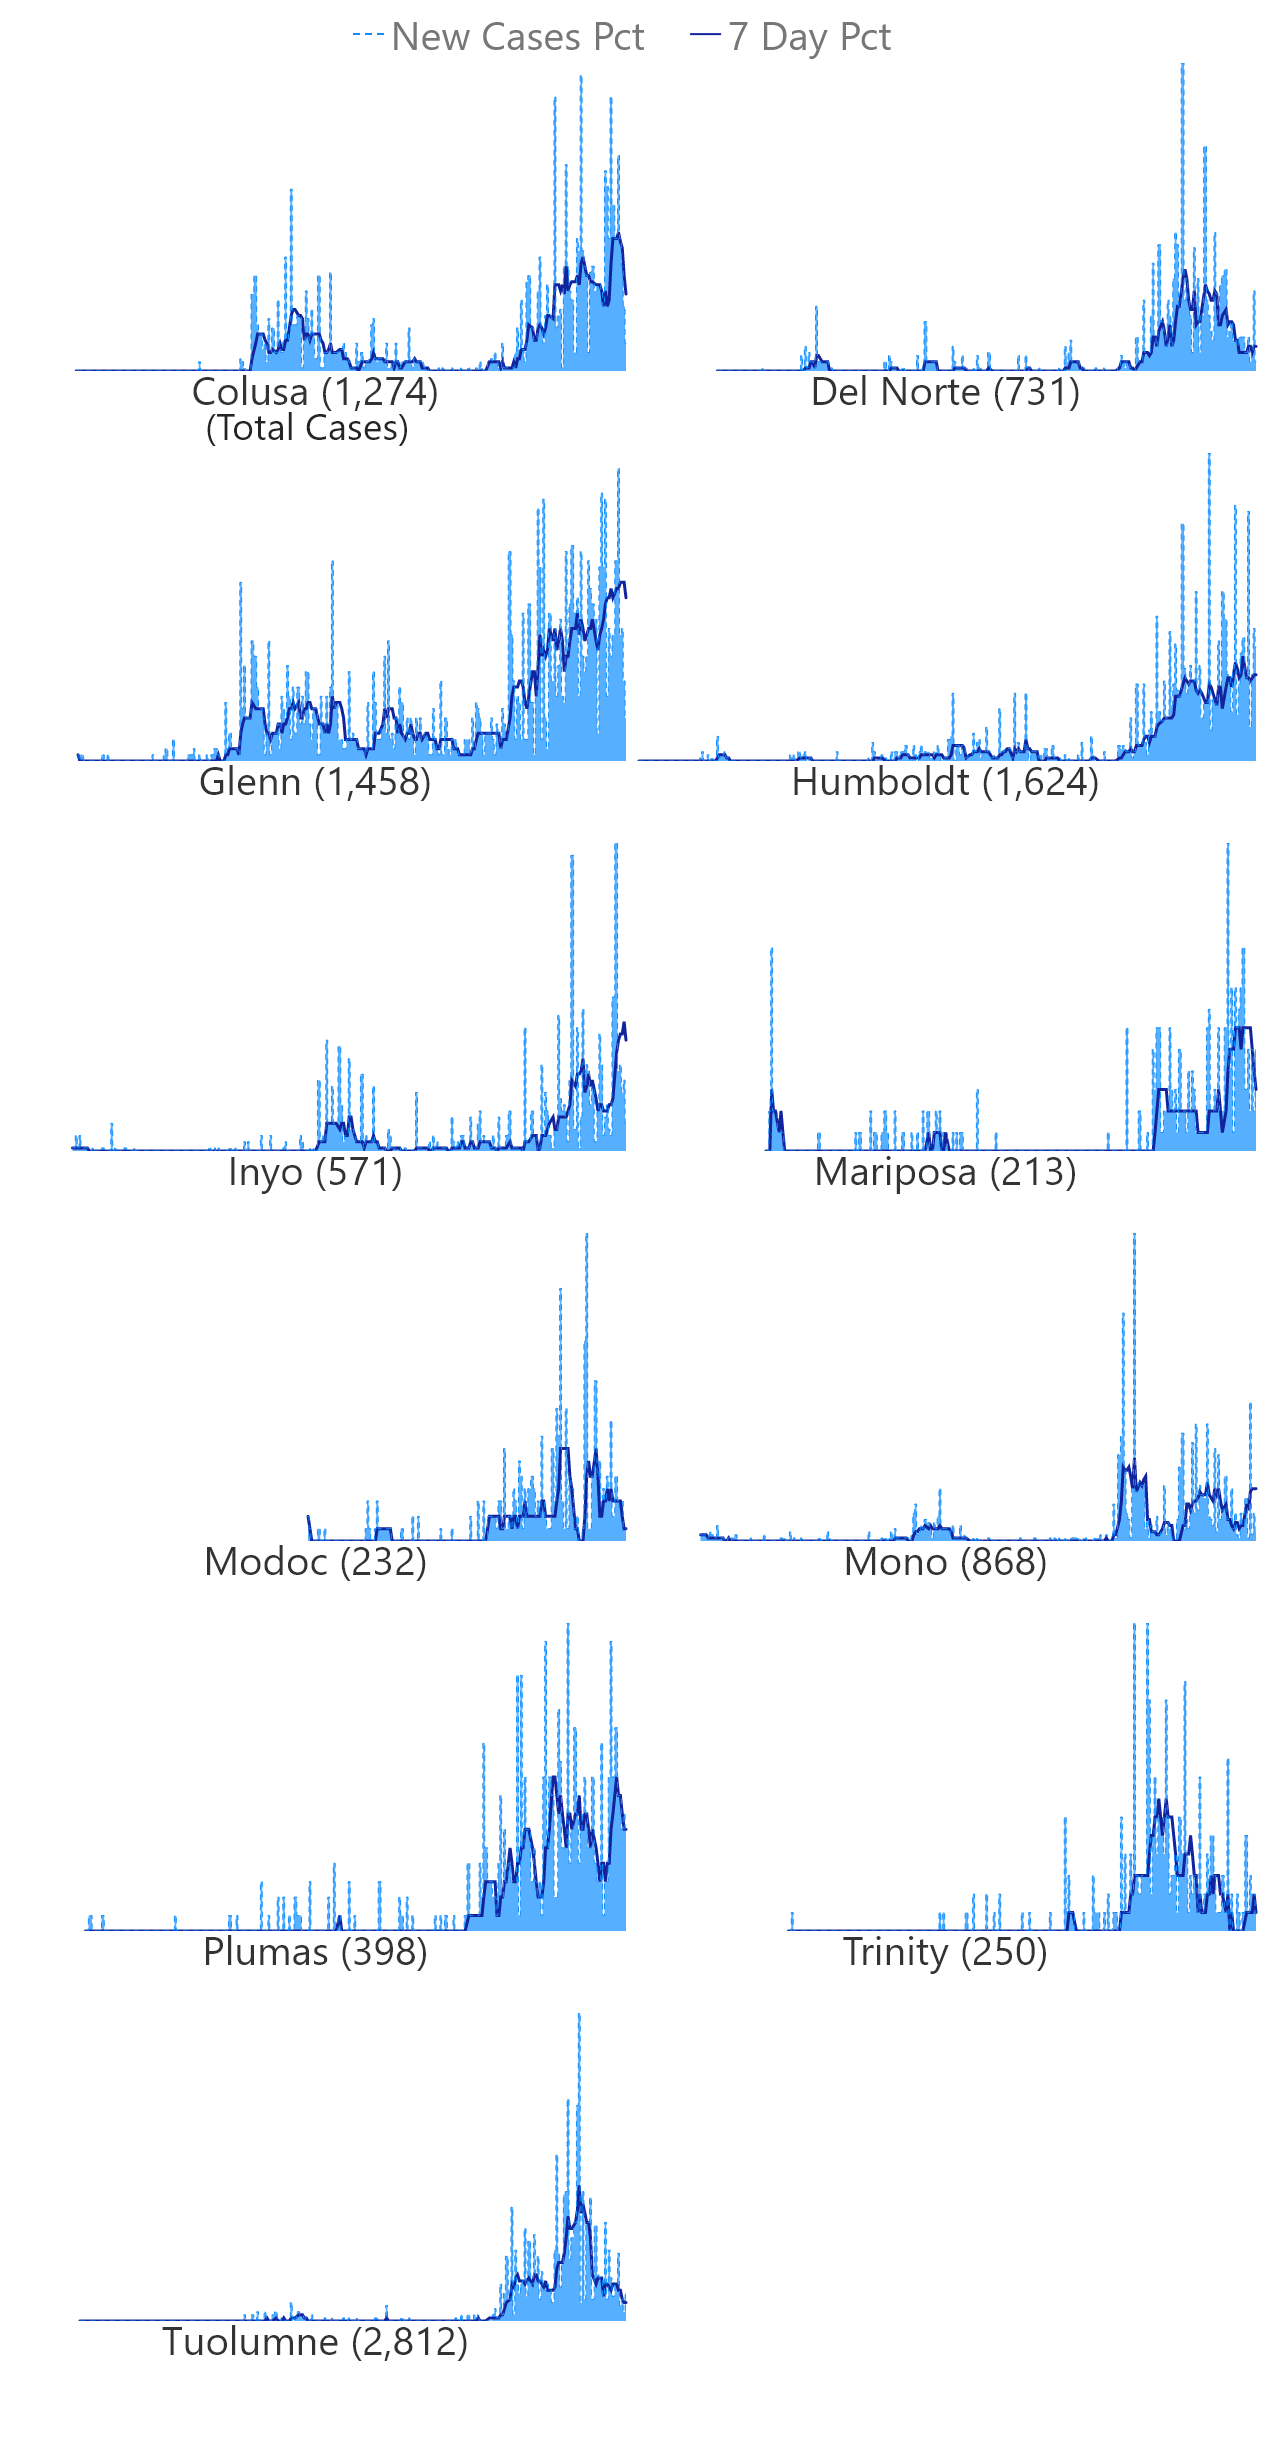 New Cases Pct 7 Day Pct
Colusa (1,274) Del Norte (731)
(Total Cases)
Glenn (1,458) Humboldt (1,624)
Inyo (571) Mariposa (213)
Modoc (232) Mono (868)
Plumas (398) Trinity (250)
Tuolumne (2,812)